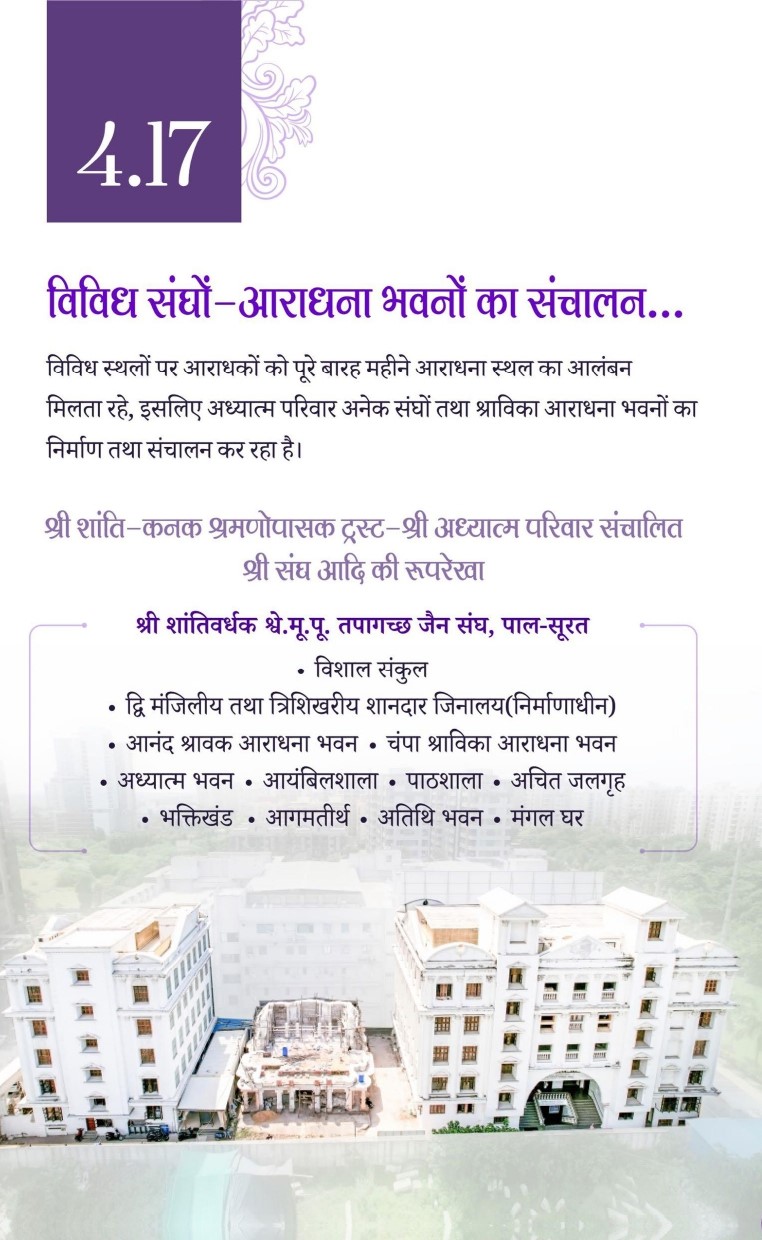 4.17
विविध संघों-आराधना भवनों का संचालन...
विविध स्थलों पर आराधकों को पूरे बारह महीने आराधना स्थल का आलंबन
मिलता रहे, इसलिए अध्यात्म परिवार अनेक संघों तथा श्राविका आराधना भवनों का
निर्माण तथा संचालन कर रहा है।
श्री शांति-कनक श्रमणोपासक ट्रस्ट-श्री अध्यात्म परिवार संचालित
श्री संघ आदि की रूपरेखा
श्री शांतिवर्धक श्वे.मू.पू. तपागच्छ जैन संघ, पाल-सूरत
• विशाल संकुल
• द्वि मंजिलीय तथा त्रिशिखरीय शानदार जिनालय(निर्माणाधीन)
• आनंद श्रावक आराधना भवन • चंपा श्राविका आराधना भवन
• अध्यात्म भवन • आयंबिलशाला • पाठशाला • अचित जलगृह
• भक्तिखंड • आगमतीर्थ • अतिथि भवन • मंगल घर